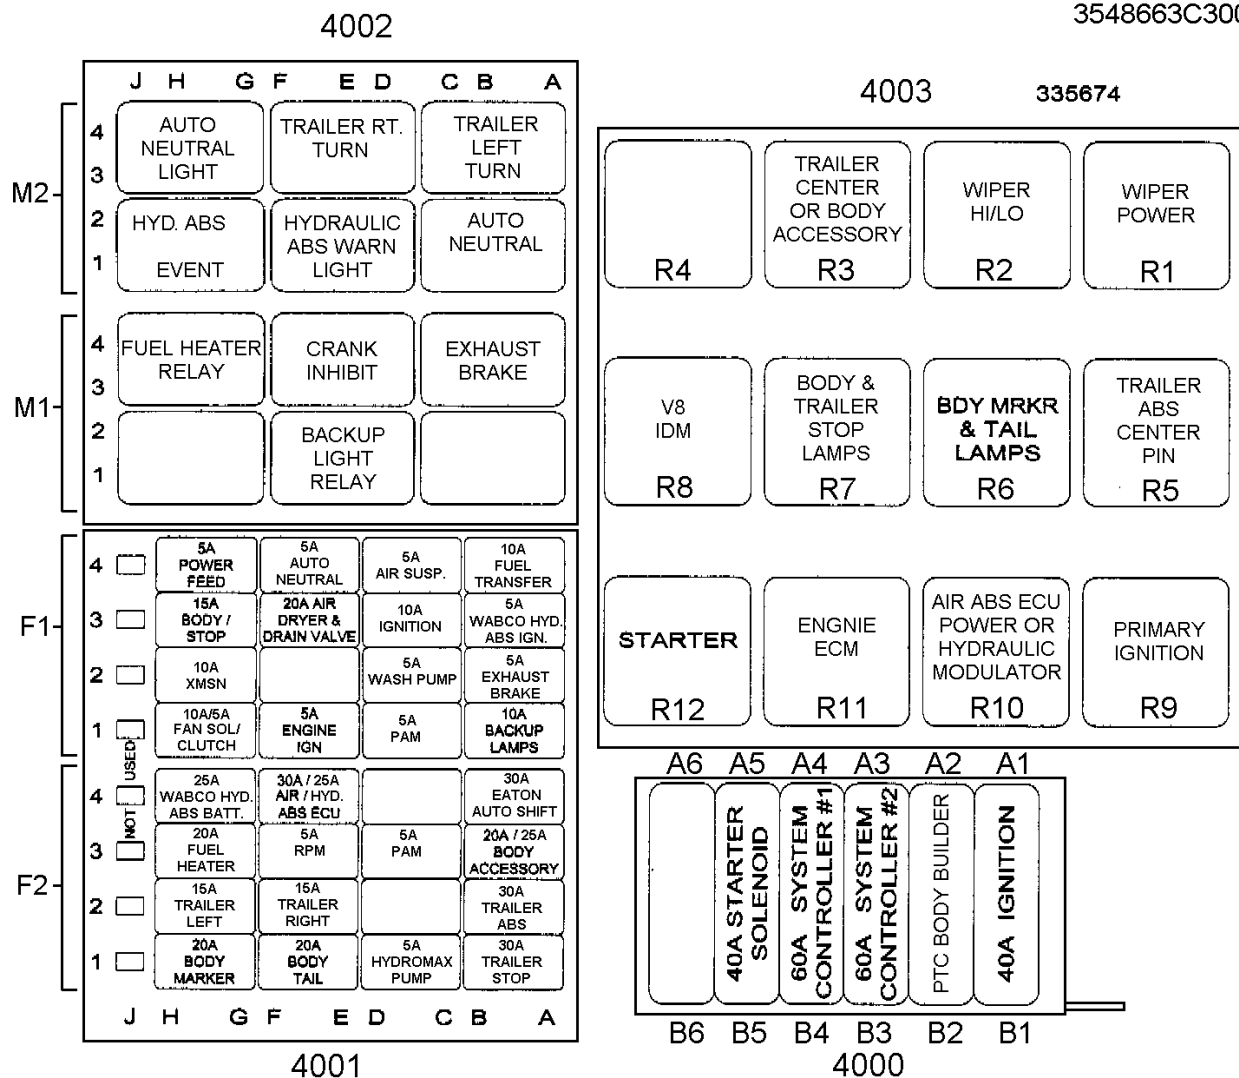 3548663C300
4002
J H G F E D C B A
M2
4
3
2
1
AUTO
NEUTRAL
LIGHT
TRAILER RT.
TURN
TRAILER
LEFT
TURN
HYD. ABS
EVENT
HYDRAULIC
ABS WARN
LIGHT
AUTO
NEUTRAL
M1
4
3
2
1
FUEL HEATER
RELAY
CRANK
INHIBIT
EXHAUST
BRAKE
BACKUP
LIGHT
RELAY
F1
4
5A
POWER
FEED
5A
AUTO
NEUTRAL
5A
AIR SUSP.
10A
FUEL
TRANSFER
3
15A
BODY /
STOP
20A AIR
DRYER &
DRAIN VALVE
10A
IGNITION
5A
WABCO HYD.
ABS IGN.
2
10A
XMSN
5A
WASH PUMP
5A
EXHAUST
BRAKE
1
10A/5A
FAN SOL/
CLUTCH
5A
ENGINE
IGN
5A
PAM
10A
BACKUP
LAMPS
NOT USED
F2
4
25A
WABCO HYD.
ABS BATT.
30A / 25A
AIR / HYD.
ABS ECU
30A
EATON
AUTO SHIFT
3
20A
FUEL
HEATER
5A
RPM
5A
PAM
20A / 25A
BODY
ACCESSORY
2
15A
TRAILER
LEFT
15A
TRAILER
RIGHT
30A
TRAILER
ABS
1
20A
BODY
MARKER
20A
BODY
TAIL
5A
HYDROMAX
PUMP
30A
TRAILER
STOP
J H G F E D C B A
4001
4003
335674
R4
TRAILER
CENTER
OR BODY
ACCESSORY
R3
WIPER
HI/LO
R2
WIPER
POWER
R1
V8
IDM
R8
BODY &
TRAILER
STOP
LAMPS
R7
BDY MRKR
& TAIL
LAMPS
R6
TRAILER
ABS
CENTER
PIN
R5
STARTER
R12
ENGNIE
ECM
R11
AIR ABS ECU
POWER OR
HYDRAULIC
MODULATOR
R10
PRIMARY
IGNITION
R9
A6 A5 A4 A3 A2 A1
40A STARTER
SOLENOID
60A SYSTEM
CONTROLLER #1
60A SYSTEM
CONTROLLER #2
PTC BODY BUILDER
40A IGNITION
B6 B5 B4 B3 B2 B1
4000